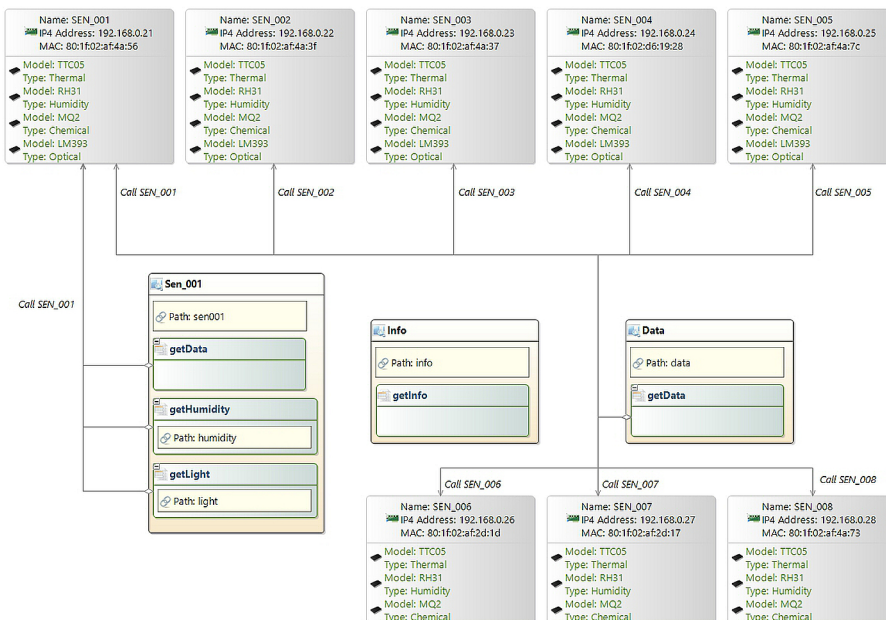 Name: SEN_001
IP4 Address: 192.168.0.21
MAC: 80:1f:02:af:4a:56
Model: TTC05
Type: Thermal
Model: RH31
Type: Humidity
Model: MQ2
Type: Chemical
Model: LM393
Type: Optical
Name: SEN_002
IP4 Address: 192.168.0.22
MAC: 80:1f:02:af:4a:3f
Model: TTC05
Type: Thermal
Model: RH31
Type: Humidity
Model: MQ2
Type: Chemical
Model: LM393
Type: Optical
Name: SEN_003
IP4 Address: 192.168.0.23
MAC: 80:1f:02:af:4a:37
Model: TTC05
Type: Thermal
Model: RH31
Type: Humidity
Model: MQ2
Type: Chemical
Model: LM393
Type: Optical
Name: SEN_004
IP4 Address: 192.168.0.24
MAC: 80:1f:02:d6:19:28
Model: TTC05
Type: Thermal
Model: RH31
Type: Humidity
Model: MQ2
Type: Chemical
Model: LM393
Type: Optical
Name: SEN_005
IP4 Address: 192.168.0.25
MAC: 80:1f:02:af:4a:7c
Model: TTC05
Type: Thermal
Model: RH31
Type: Humidity
Model: MQ2
Type: Chemical
Model: LM393
Type: Optical
Call SEN_001
Call SEN_002
Call SEN_003
Call SEN_004
Call SEN_005
Call SEN_001
Sen_001
Path: sen001
getData
getHumidity
Path: humidity
getLight
Path: light
Info
Path: info
getInfo
Data
Path: data
getData
Call SEN_006
Call SEN_007
Call SEN_008
Name: SEN_006
IP4 Address: 192.168.0.26
MAC: 80:1f:02:af:2d:1d
Model: TTC05
Type: Thermal
Model: RH31
Type: Humidity
Model: MQ2
Type: Chemical
Name: SEN_007
IP4 Address: 192.168.0.27
MAC: 80:1f:02:af:2d:17
Model: TTC05
Type: Thermal
Model: RH31
Type: Humidity
Model: MQ2
Type: Chemical
Name: SEN_008
IP4 Address: 192.168.0.28
MAC: 80:1f:02:af:4a:73
Model: TTC05
Type: Thermal
Model: RH31
Type: Humidity
Model: MQ2
Type: Chemical